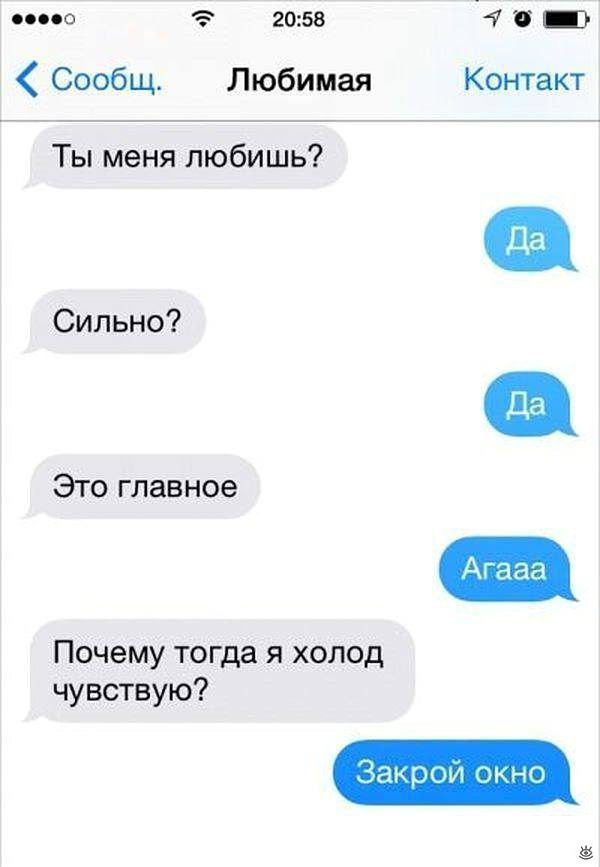 20:58
Сообщ. Любимая Контакт
Ты меня любишь?
Да
Сильно?
Да
Это главное
Агааа
Почему тогда я холод
чувствую?
Закрой окно